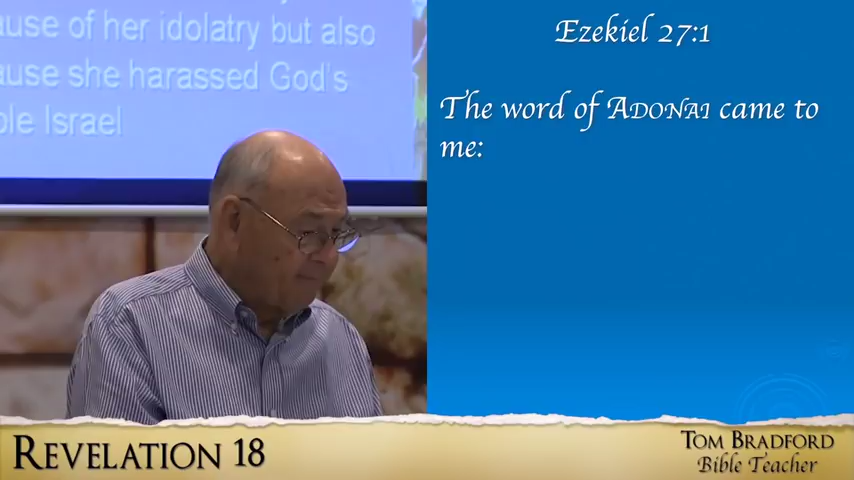 ause of her idolatry but also
ause she harassed God's
ple Israel
Ezekiel 27:1
The word of ADONAI came to
me:
REVELATION 18
TOM BRADFORD
Bible Teacher